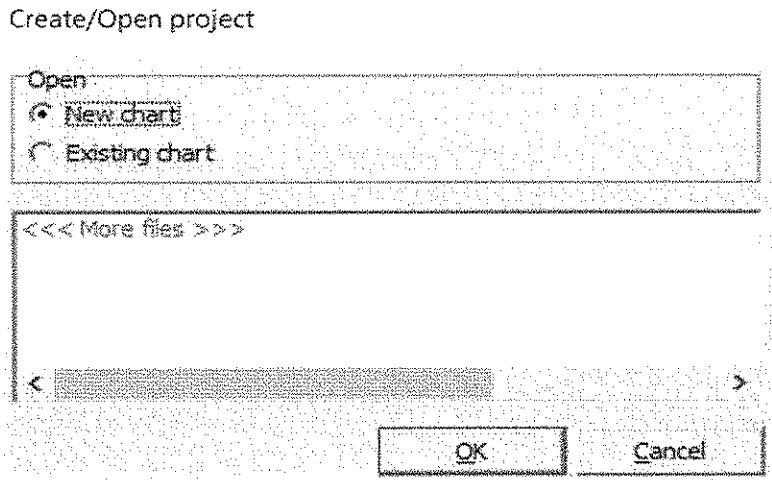 Create/Open project
Open
New chart
Existing chart
<<< More files >>>
OK
Cancel